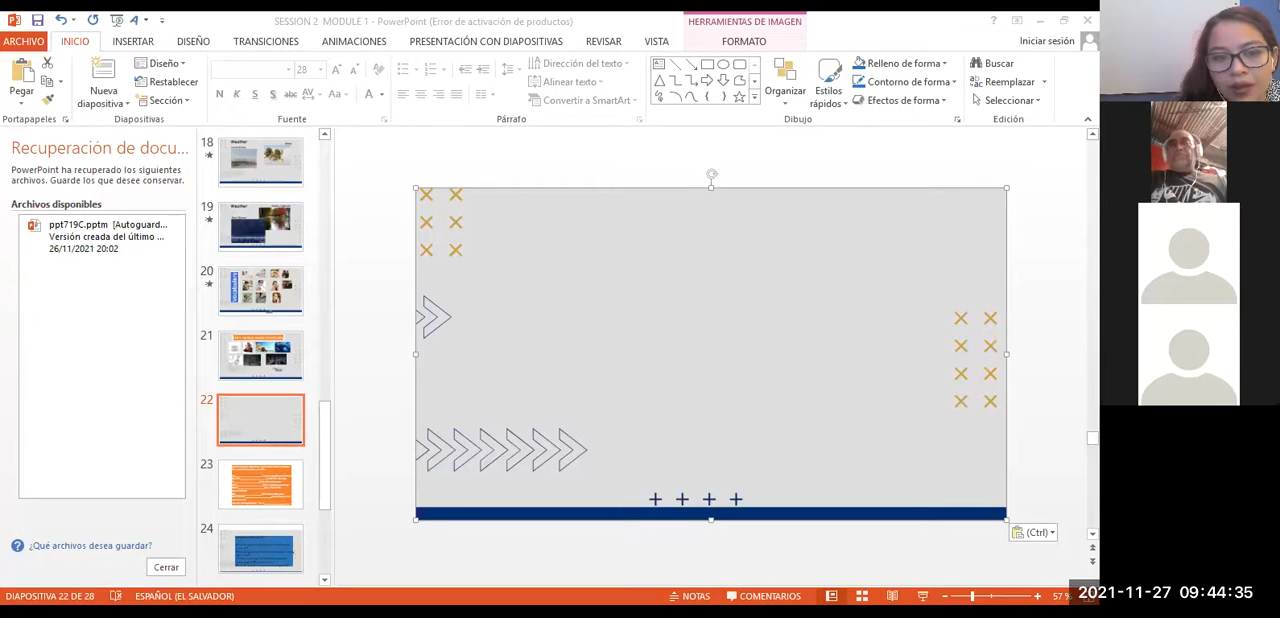 SESSION 2 MODULE 1 - PowerPoint (Error de activación de productos)
HERRAMIENTAS DE IMAGEN
ARCHIVO INICIO INSERTAR DISEÑO TRANSICIONES ANIMACIONES PRESENTACIÓN CON DIAPOSITIVAS REVISAR VISTA FORMATO Iniciar sesión
Pegar
Nueva diapositiva
Diseño
Restablecer
Sección
28
N K S S abc AV Aa A
Dirección del texto
Alinear texto
Convertir a SmartArt
Organizar
Estilos rápidos
Relleno de forma
Contorno de forma
Efectos de forma
Buscar
Reemplazar
Seleccionar
Portapapeles Diapositivas Fuente Párrafo Dibujo Edición
Recuperación de docu...
PowerPoint ha recuperado los siguientes
archivos. Guarde los que desee conservar.
Archivos disponibles
ppt719C.pptm [Autoguard...
Versión creada del último ...
26/11/2021 20:02
¿Qué archivos desea guardar?
Cerrar
18
Weather
19
20
21
22
23
24
(Ctrl)
DIAPOSITIVA 22 DE 28 ESPAÑOL (EL SALVADOR) NOTAS COMENTARIOS 57 %
2021-11-27 09:44:35